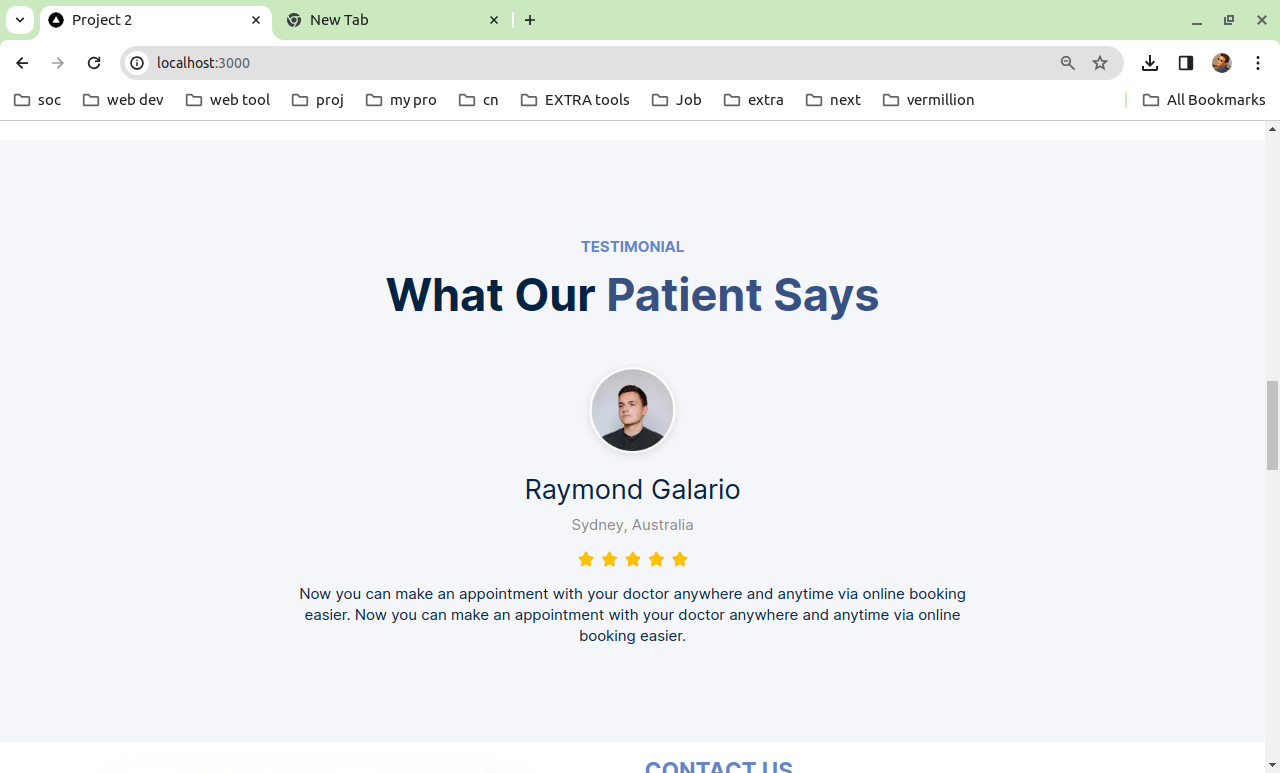 Project 2
New Tab
localhost:3000
soc
web dev
web tool
proj
my pro
cn
EXTRA tools
Job
extra
next
vermillion
All Bookmarks
TESTIMONIAL
What Our Patient Says
Raymond Galario
Sydney, Australia
Now you can make an appointment with your doctor anywhere and anytime via online booking
easier. Now you can make an appointment with your doctor anywhere and anytime via online
booking easier.
CONTACT US